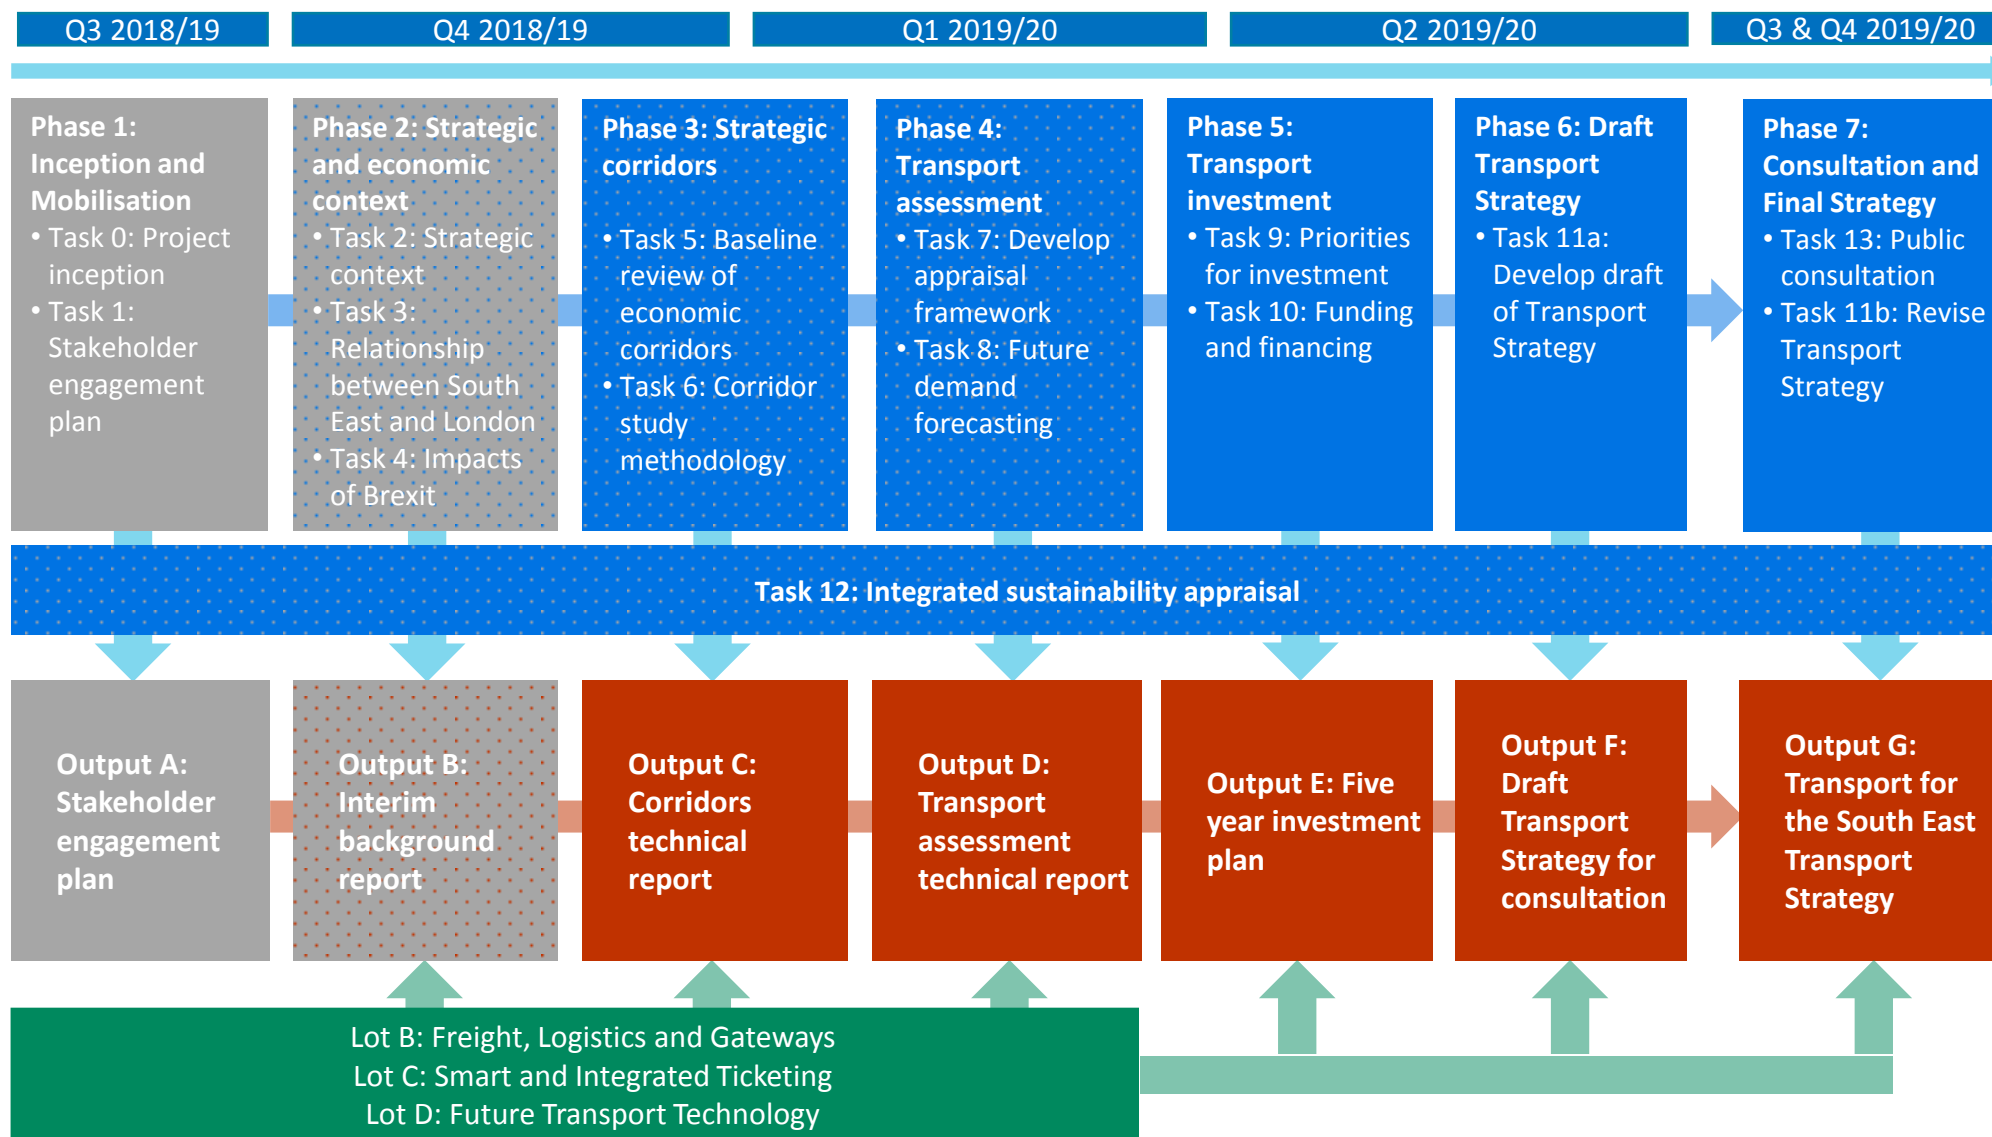 Q3 2018/19
Q4 2018/19
Q1 2019/20
Q2 2019/20
Q3 & Q4 2019/20
Phase 1:
Inception and
Mobilisation
• Task 0: Project
inception
• Task 1:
Stakeholder
engagement
plan
Phase 2: Strategic
and economic
context
• Task 2: Strategic
context
• Task 3:
Relationship
between South
East and London
• Task 4: Impacts
of Brexit
Phase 3: Strategic
corridors
• Task 5: Baseline
review of
economic
corridors
• Task 6: Corridor
study
methodology
Phase 4:
Transport
assessment
• Task 7: Develop
appraisal
framework
• Task 8: Future
demand
forecasting
Phase 5:
Transport
investment
• Task 9: Priorities
for investment
• Task 10: Funding
and financing
Phase 6: Draft
Transport
Strategy
• Task 11a:
Develop draft
of Transport
Strategy
Phase 7:
Consultation and
Final Strategy
• Task 13: Public
consultation
• Task 11b: Revise
Transport
Strategy
Task 12: Integrated sustainability appraisal
Output A:
Stakeholder
engagement
plan
Output B:
Interim
background
report
Output C:
Corridors
technical
report
Output D:
Transport
assessment
technical report
Output E: Five
year investment
plan
Output F:
Draft
Transport
Strategy for
consultation
Output G:
Transport for
the South East
Transport
Strategy
Lot B: Freight, Logistics and Gateways
Lot C: Smart and Integrated Ticketing
Lot D: Future Transport Technology